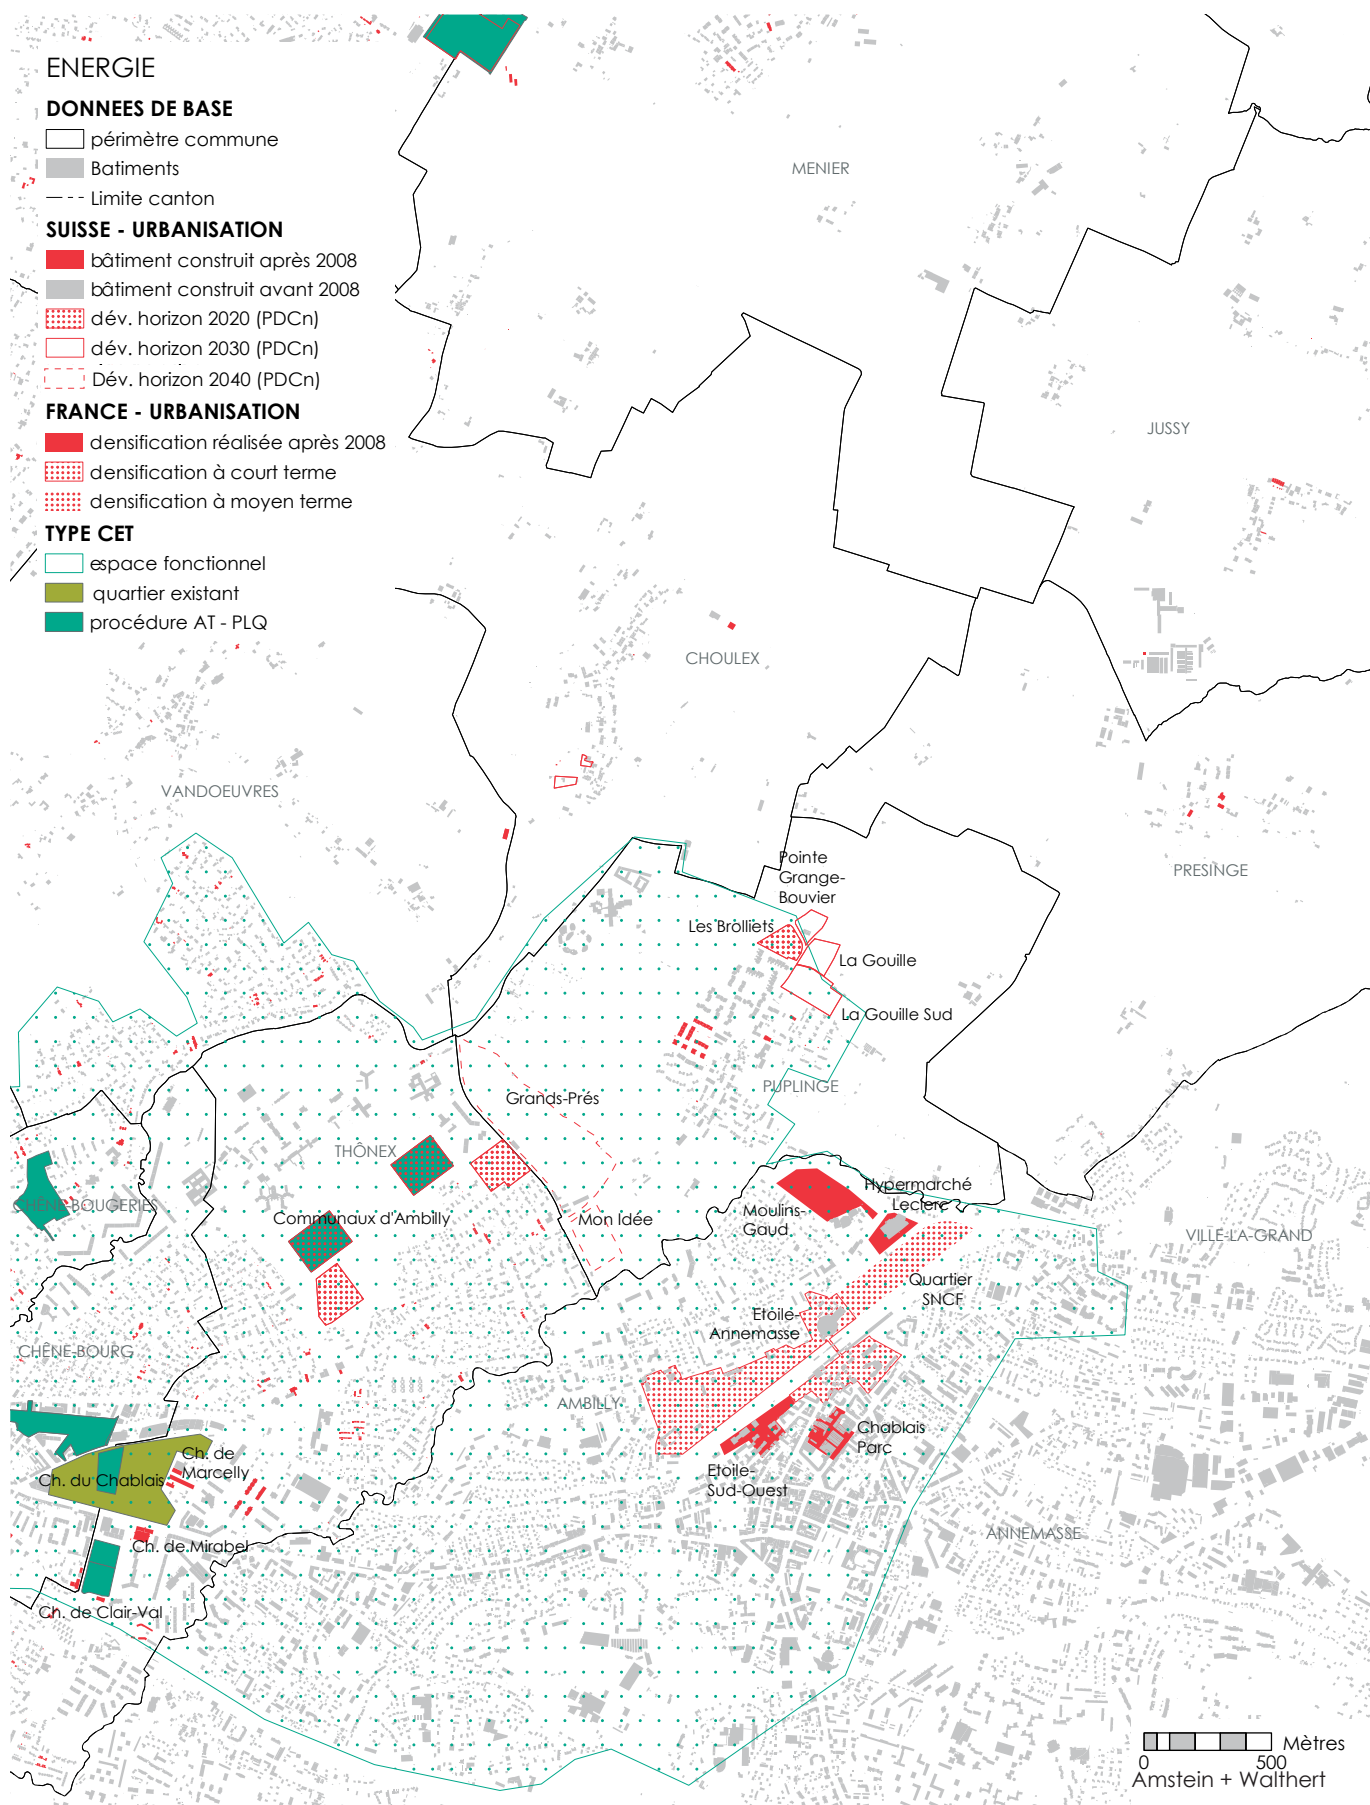 ENERGIE
DONNEES DE BASE
périmètre commune
Batiments
Limite canton
SUISSE - URBANISATION
bâtiment construit après 2008
bâtiment construit avant 2008
dév. horizon 2020 (PDCn)
dév. horizon 2030 (PDCn)
Dév. horizon 2040 (PDCn)
FRANCE - URBANISATION
densification réalisée après 2008
densification à court terme
densification à moyen terme
TYPE CET
espace fonctionnel
quartier existant
procédure AT - PLQ
MENIER
JUSSY
CHOULEX
VANDOEUVRES
PRESINGE
Pointe
Grange-
Bouvier
Les Brolliets
La Gouille
La Gouille Sud
PUPLINGE
Grands-Prés
THÔNEX
CHÊNE-BOUGERIES
Communaux d'Ambilly
Mon Idée
Moulins-
Gaud
Hypermarché
Leclerc
VILLE-LA-GRAND
Quartier
SNCF
Etoile-
Annemasse
CHÊNE-BOURG
AMBILLY
Chablais
Parc
Etoile-
Sud-Ouest
Ch. de
Marcelly
Ch. du Chablais
ANNEMASSE
Ch. de Mirabel
Ch. de Clair-Val
Mètres
0 500
Amstein + Walthert